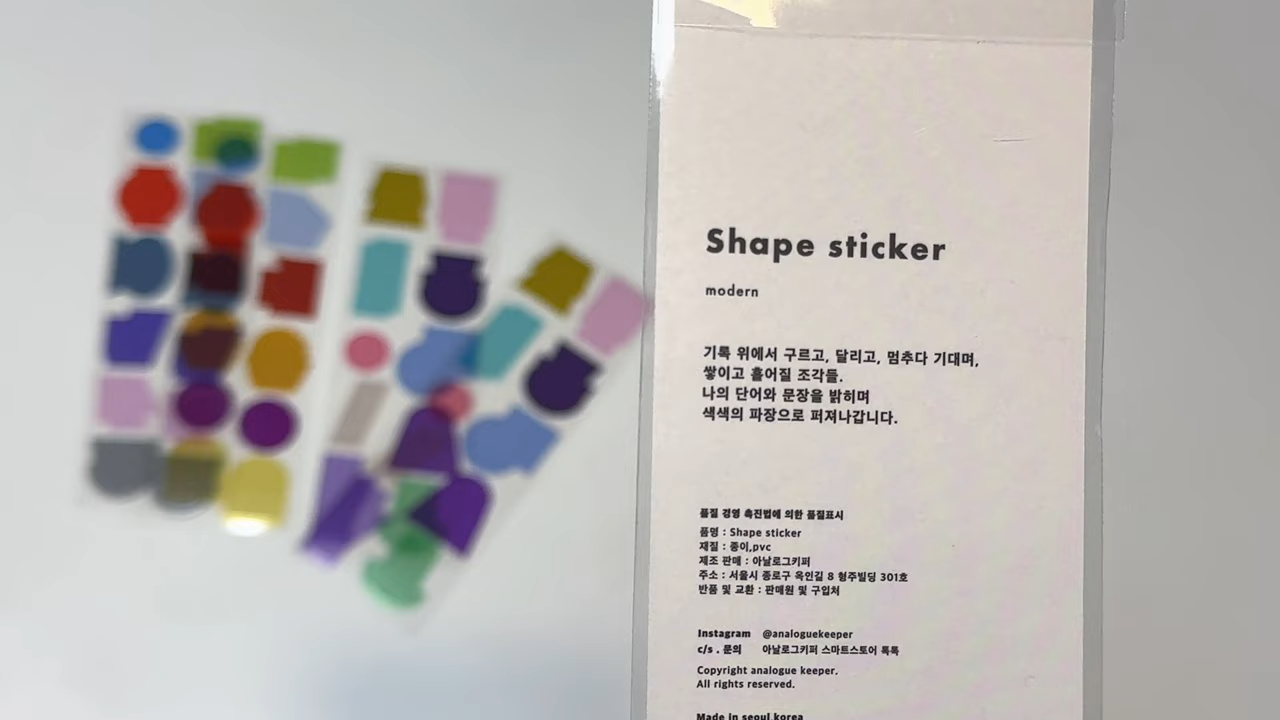 Shape sticker
modern
기록 위에서 구르고, 달리고, 멈추다 기대며,
쌓이고 흩어질 조각들.
나의 단어와 문장을 밝히며
색색의 파장으로 퍼져나갑니다.
품질 경영 촉진법에 의한 품질표시
품명 : Shape sticker
재질 : 종이,pvc
제조 판매 : 아날로그키퍼
주소 : 서울시 종로구 옥인길 8 형주빌딩 301호
반품 및 교환 : 판매원 및 구입처
Instagram @analoguekeeper
c/s . 문의 아날로그키퍼 스마트스토어 톡톡
Copyright analogue keeper.
All rights reserved.
Made in seoul korea